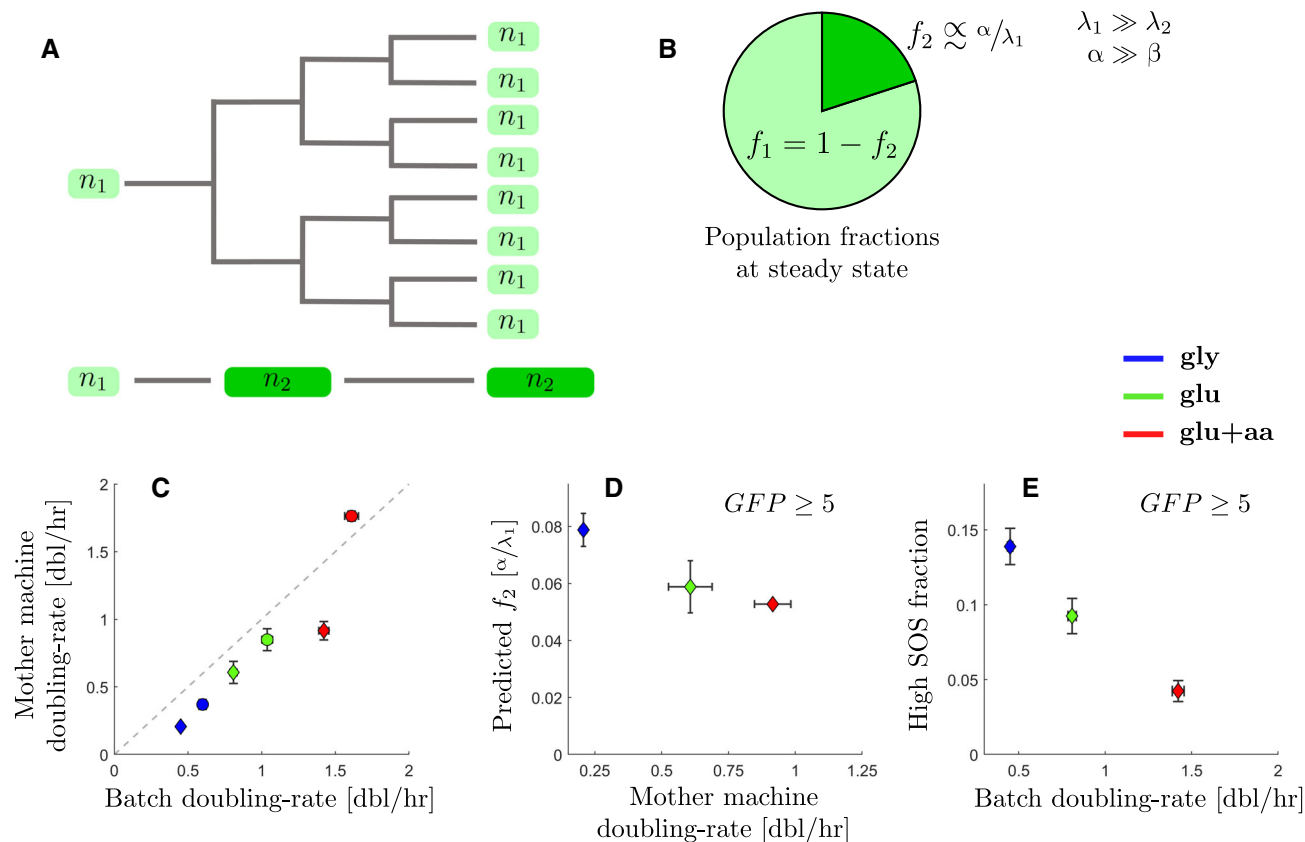 A
n₁
n₁
n₁
n₁
n₁
n₁
n₁
n₁
n₁
n₁
n₂
n₂
B
f₂ ⪅∝ α/λ₁
λ₁ ≫ λ₂
α ≫ β
f₁ = 1 − f₂
Population fractions
at steady state
gly
glu
glu+aa
C
Mother machine
doubling-rate [dbl/hr]
2
1.5
1
0.5
0
0
0.5
1
1.5
2
Batch doubling-rate [dbl/hr]
D
GFP ≥ 5
Predicted f₂ [α/λ₁]
0.08
0.06
0.04
0.02
0
0.25
0.5
0.75
1
1.25
Mother machine
doubling-rate [dbl/hr]
E
GFP ≥ 5
High SOS fraction
0.15
0.1
0.05
0
0.5
1
1.5
2
Batch doubling-rate [dbl/hr]